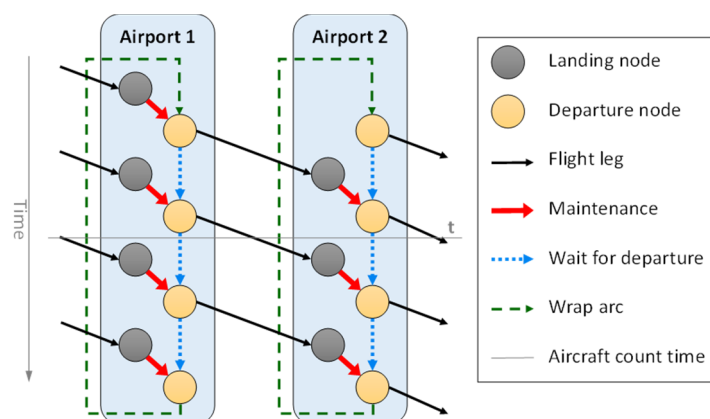 Airport 1
Airport 2
Time
t
Landing node
Departure node
Flight leg
Maintenance
Wait for departure
Wrap arc
Aircraft count time